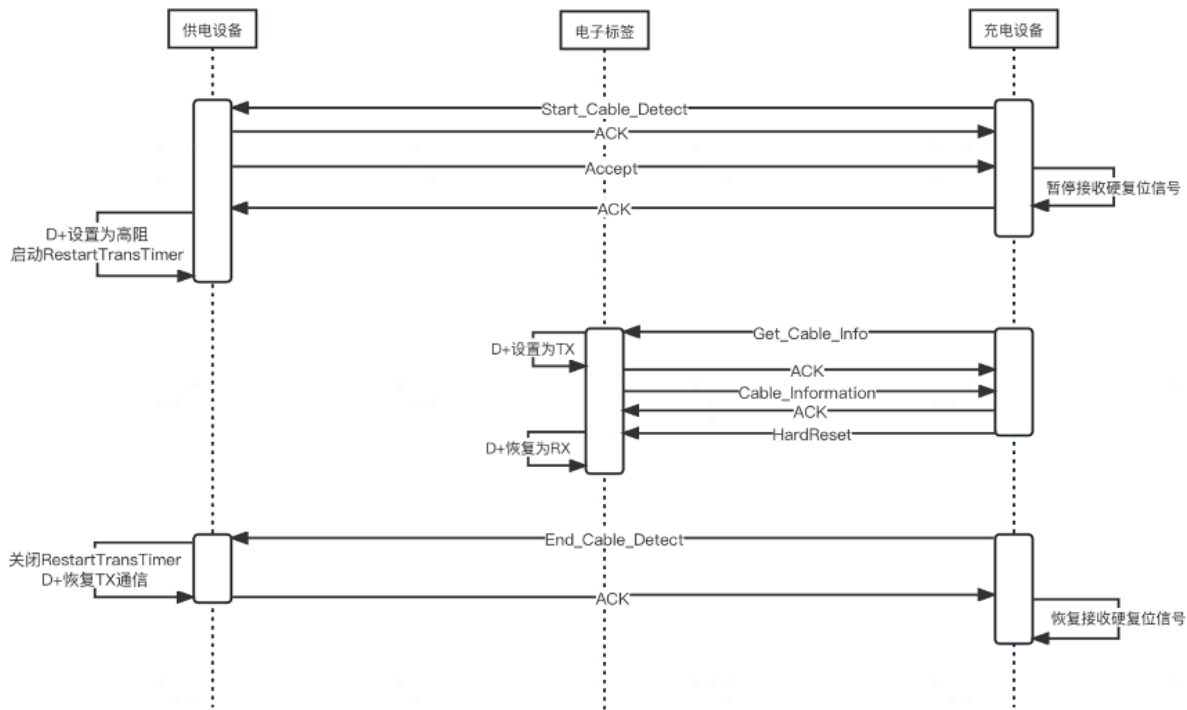 供电设备
电子标签
充电设备
Start_Cable_Detect
ACK
Accept
暂停接收硬复位信号
ACK
D+设置为高阻
启动RestartTransTimer
Get_Cable_Info
D+设置为TX
ACK
Cable_Information
ACK
HardReset
D+恢复为RX
End_Cable_Detect
关闭RestartTransTimer
D+恢复TX通信
ACK
恢复接收硬复位信号